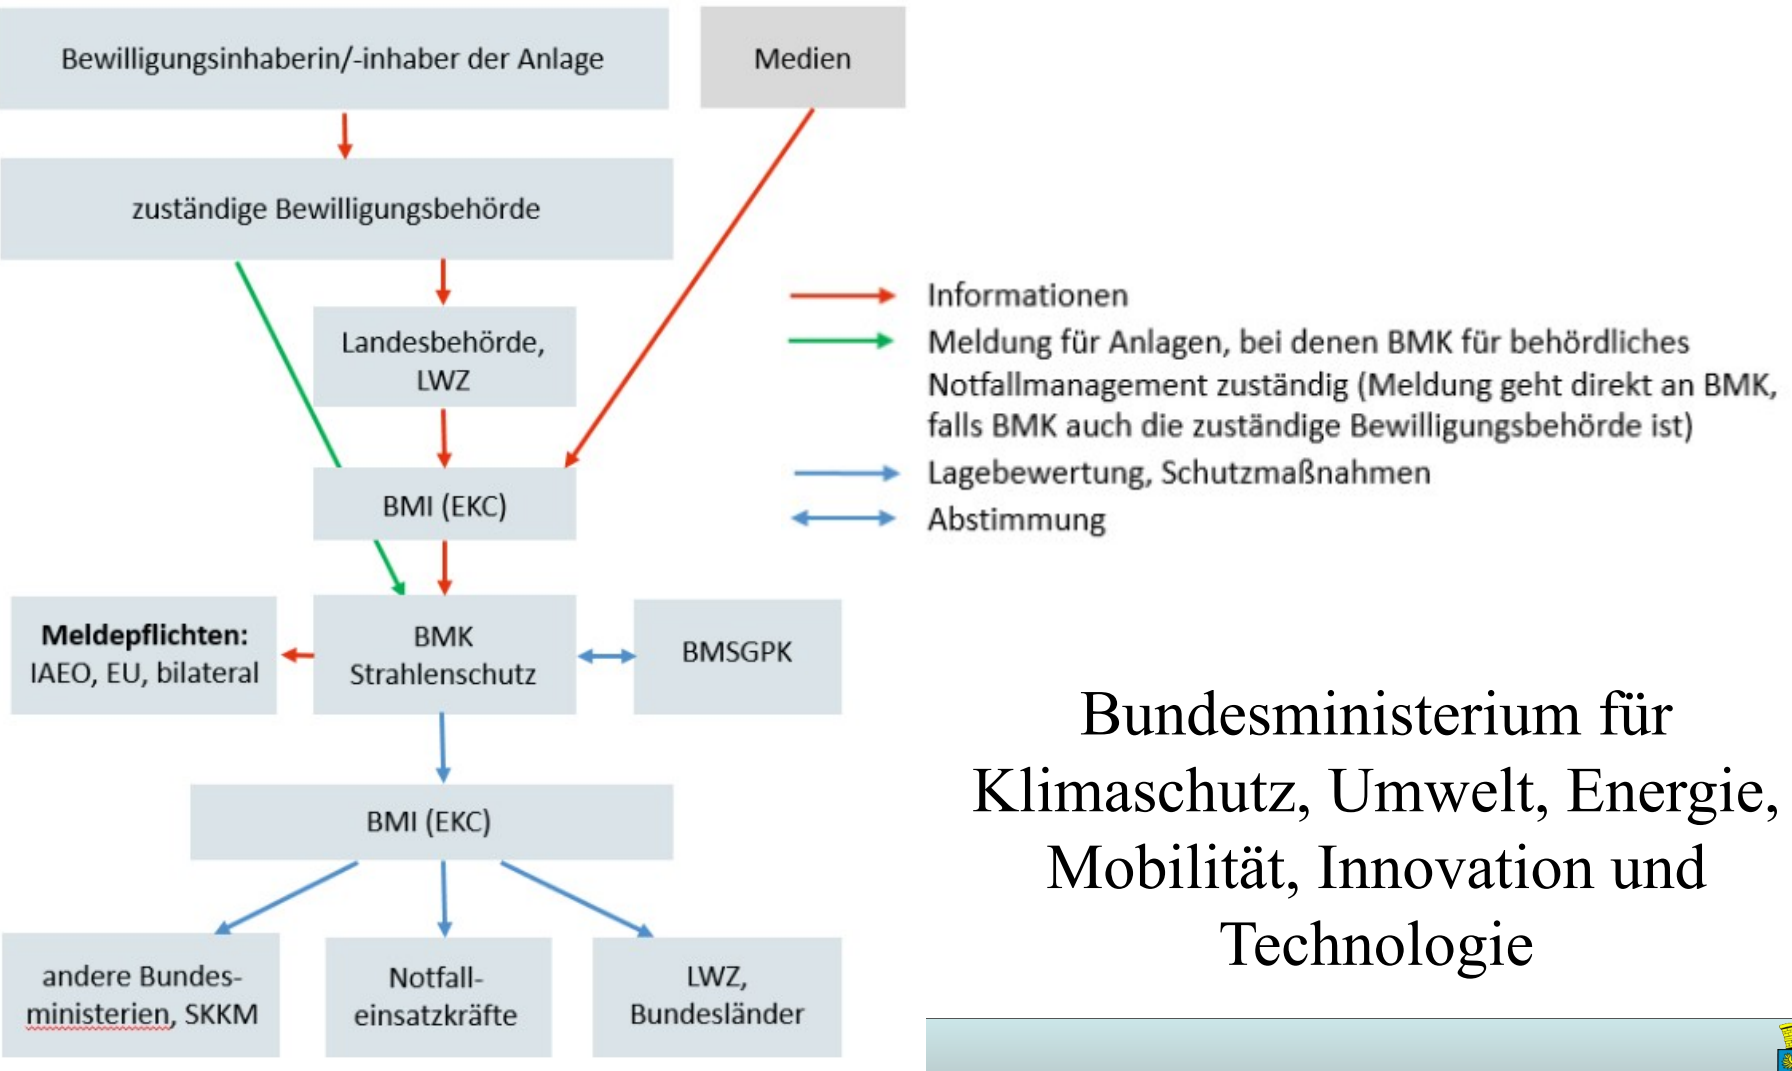 Bewilligungsinhaberin/-inhaber der Anlage
Medien
zuständige Bewilligungsbehörde
Landesbehörde,
LWZ
BMI (EKC)
Informationen
Meldung für Anlagen, bei denen BMK für behördliches
Notfallmanagement zuständig (Meldung geht direkt an BMK,
falls BMK auch die zuständige Bewilligungsbehörde ist)
Lagebewertung, Schutzmaßnahmen
Abstimmung
Meldepflichten:
IAEO, EU, bilateral
BMK
Strahlenschutz
BMSGPK
BMI (EKC)
andere Bundes-
ministerien, SKKM
Notfall-
einsatzkräfte
LWZ,
Bundesländer
Bundesministerium für
Klimaschutz, Umwelt, Energie,
Mobilität, Innovation und
Technologie